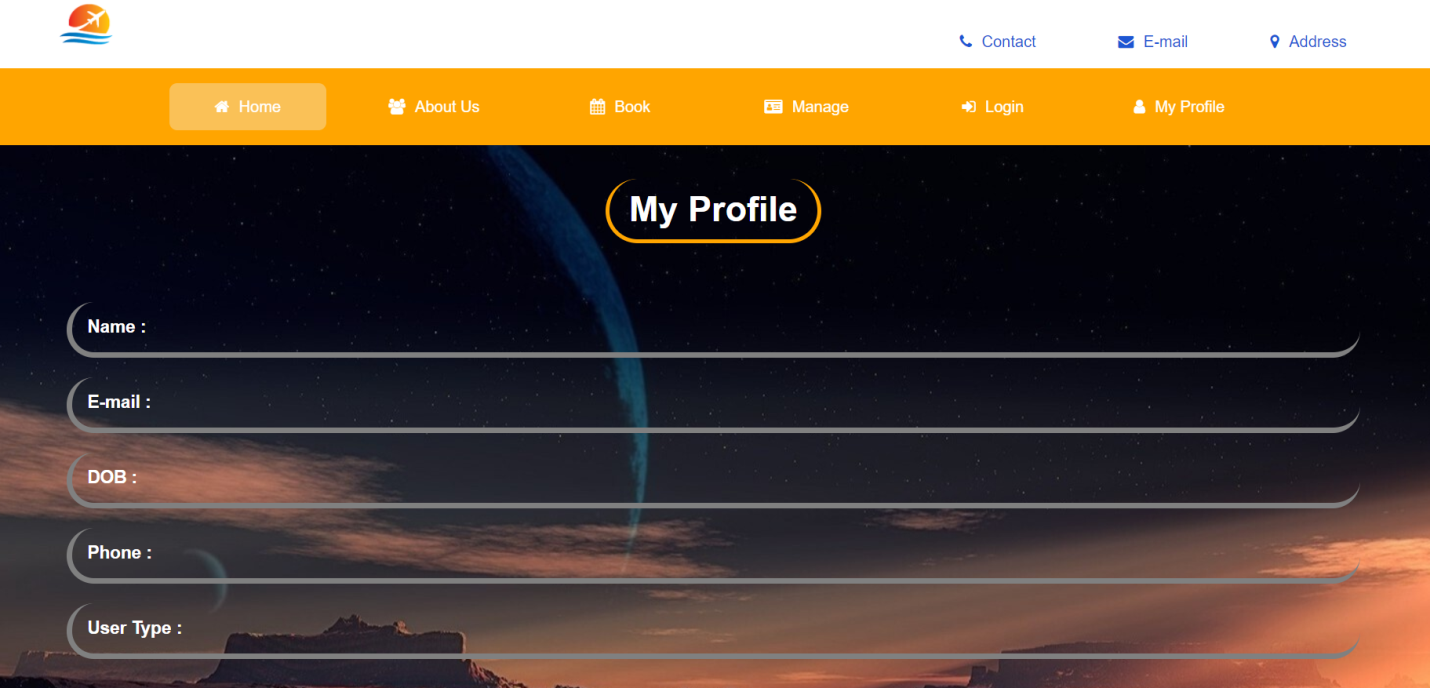 Contact E-mail Address
Home About Us Book Manage Login My Profile
My Profile
Name :
E-mail :
DOB :
Phone :
User Type :